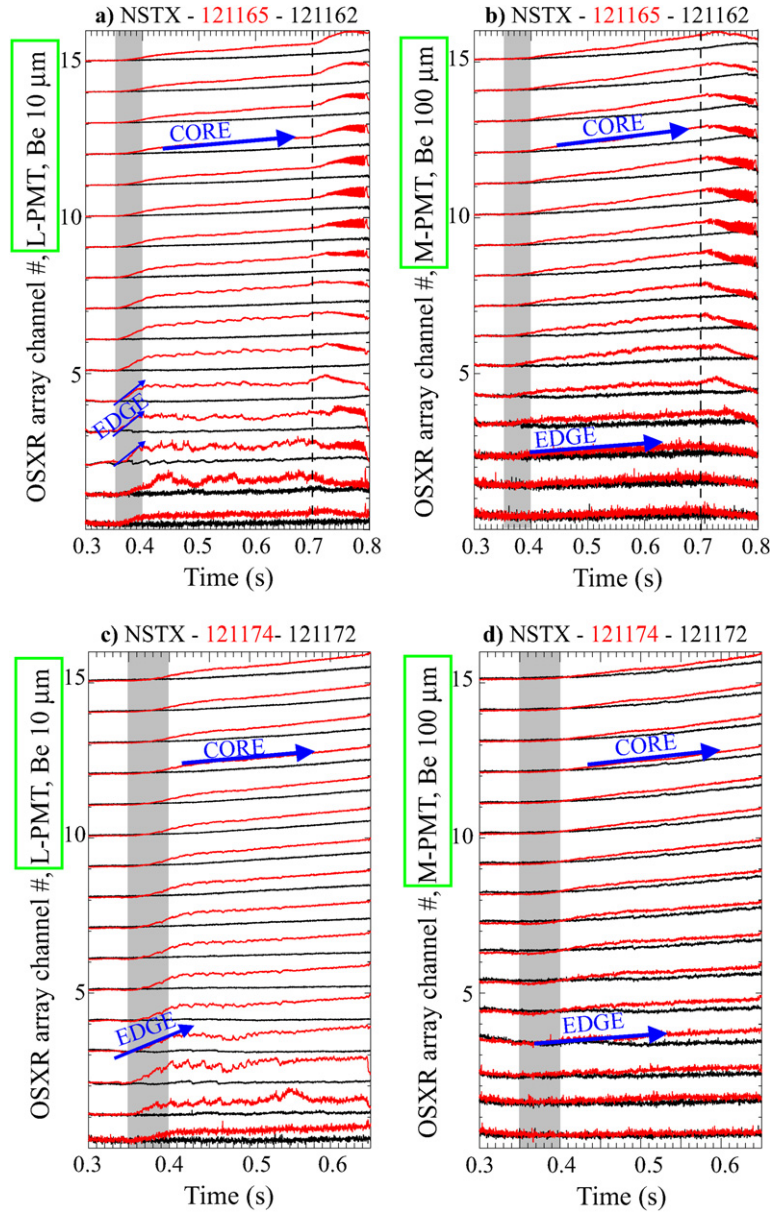 a) NSTX - 121165 - 121162
OSXR array channel #, L-PMT, Be 10 µm
15
10
5
CORE
EDGE
0.3 0.4 0.5 0.6 0.7 0.8
Time (s)
b) NSTX - 121165 - 121162
OSXR array channel #, M-PMT, Be 100 µm
15
10
5
CORE
EDGE
0.3 0.4 0.5 0.6 0.7 0.8
Time (s)
c) NSTX - 121174 - 121172
OSXR array channel #, L-PMT, Be 10 µm
15
10
5
CORE
EDGE
0.3 0.4 0.5 0.6
Time (s)
d) NSTX - 121174 - 121172
OSXR array channel #, M-PMT, Be 100 µm
15
10
5
CORE
EDGE
0.3 0.4 0.5 0.6
Time (s)